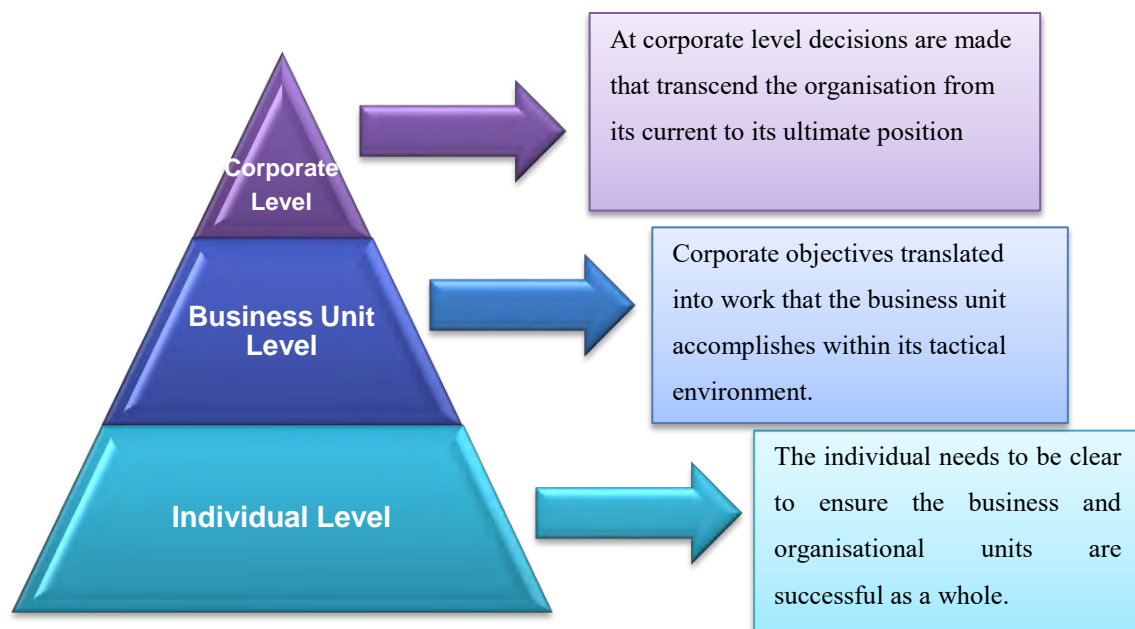 Corporate
Level
At corporate level decisions are made
that transcend the organisation from
its current to its ultimate position
Business Unit
Level
Corporate objectives translated
into work that the business unit
accomplishes within its tactical
environment.
Individual Level
The individual needs to be clear
to ensure the business and
organisational units are
successful as a whole.